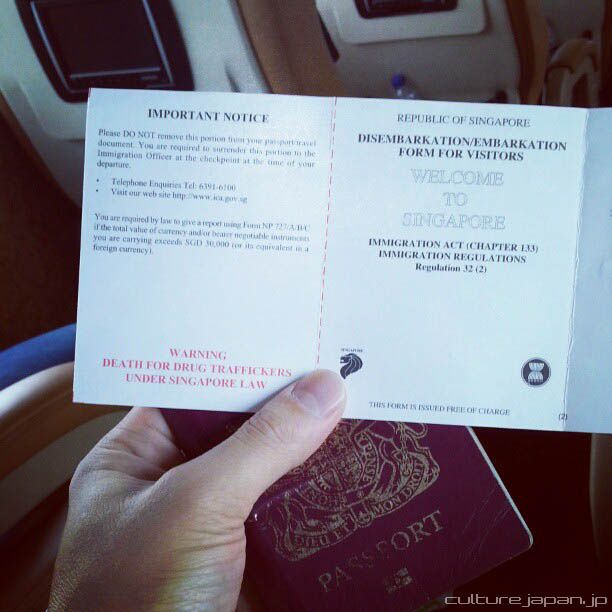 IMPORTANT NOTICE
Please DO NOT remove this portion from your passport/travel
document. You are required to surrender this portion to the
Immigration Officer at the checkpoint at the time of your
departure.
• Telephone Enquiries Tel: 6391-6100
• Visit our web site http://www.ica.gov.sg
You are required by law to give a report using Form NP 727/A/B/C
if the total value of currency and/or bearer negotiable instruments
you are carrying exceeds SGD 30,000 (or its equivalent in a
foreign currency).
WARNING
DEATH FOR DRUG TRAFFICKERS
UNDER SINGAPORE LAW
REPUBLIC OF SINGAPORE
DISEMBARKATION/EMBARKATION
FORM FOR VISITORS
WELCOME
TO
SINGAPORE
IMMIGRATION ACT (CHAPTER 133)
IMMIGRATION REGULATIONS
Regulation 32 (2)
SINGAPORE
THIS FORM IS ISSUED FREE OF CHARGE
(2)
DIEU ET MON DROIT
PASSPORT
culture.japan.jp